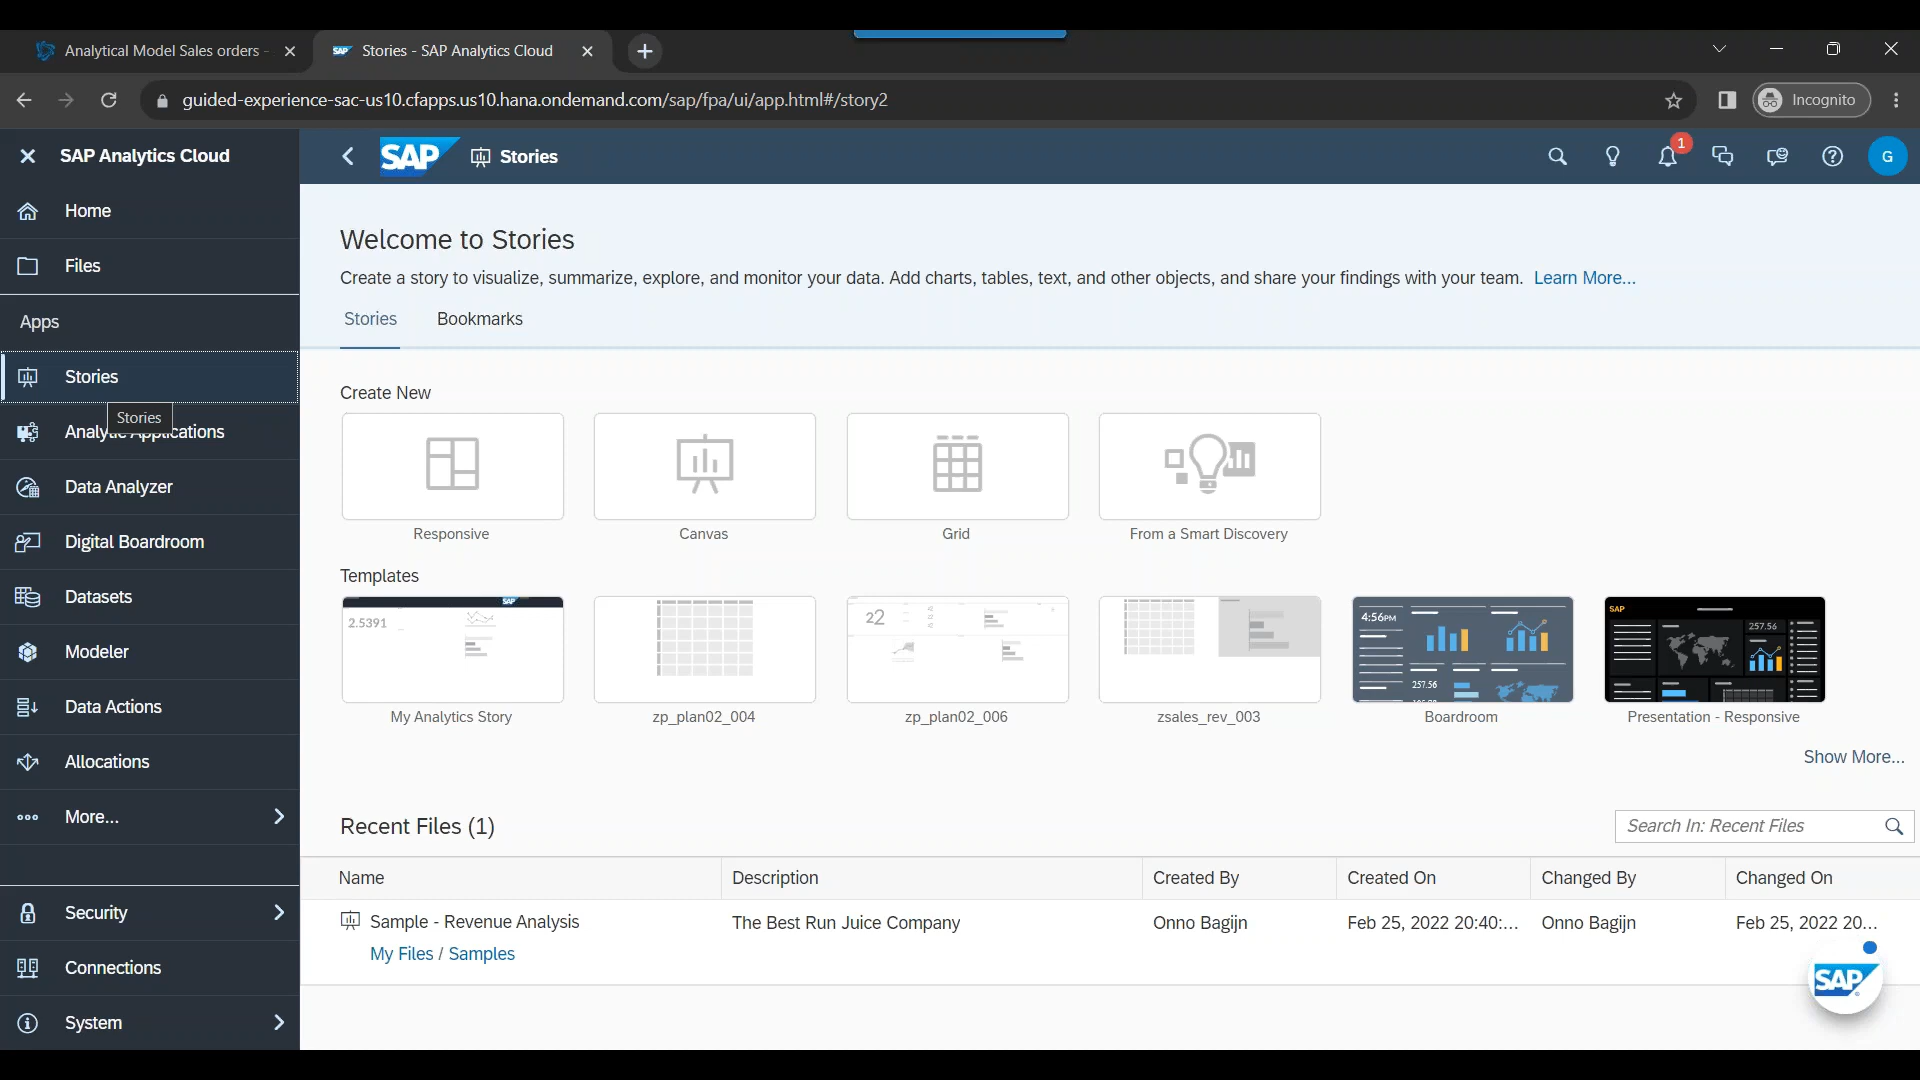 Analytical Model Sales orders -
Stories - SAP Analytics Cloud
guided-experience-sac-us10.cfapps.us10.hana.ondemand.com/sap/fpa/ui/app.html#/story2
Incognito
SAP Analytics Cloud
SAP
Stories
1
G
Home
Files
Apps
Stories
Stories
Analytic Applications
Data Analyzer
Digital Boardroom
Datasets
Modeler
Data Actions
Allocations
More...
Security
Connections
System
Welcome to Stories
Create a story to visualize, summarize, explore, and monitor your data. Add charts, tables, text, and other objects, and share your findings with your team. Learn More...
Stories
Bookmarks
Create New
Responsive
Canvas
Grid
From a Smart Discovery
Templates
SAP
2.5391
22
4:56PM
257.56
SAP
257.56
My Analytics Story
zp_plan02_004
zp_plan02_006
zsales_rev_003
Boardroom
Presentation - Responsive
Show More...
Recent Files (1)
Search In: Recent Files
Name
Description
Created By
Created On
Changed By
Changed On
Sample - Revenue Analysis
The Best Run Juice Company
Onno Bagijn
Feb 25, 2022 20:40:...
Onno Bagijn
Feb 25, 2022 20...
My Files / Samples
SAP